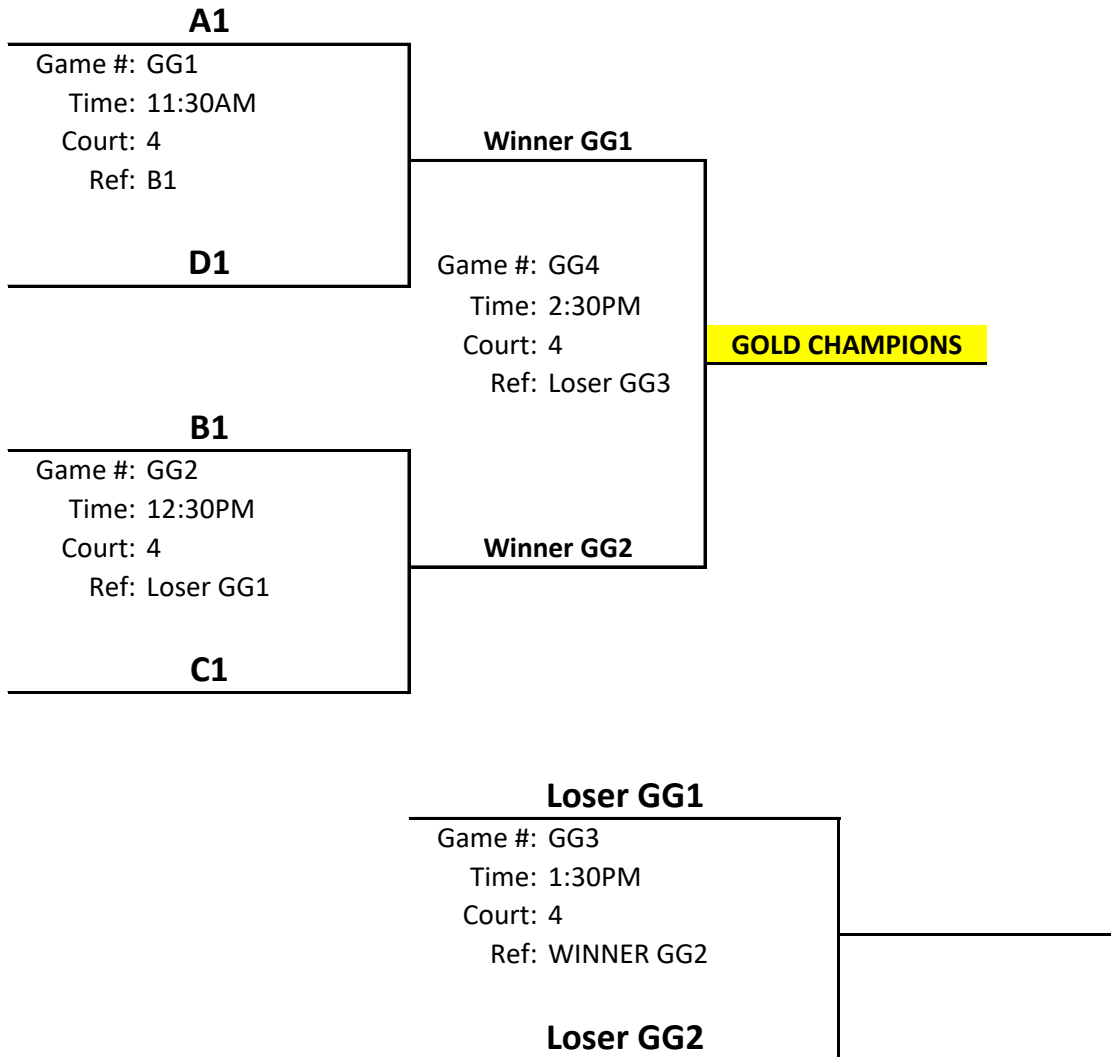 A1
Game #: GG1
Time: 11:30AM
Court: 4
Ref: B1
Winner GG1
D1
Game #: GG4
Time: 2:30PM
Court: 4
Ref: Loser GG3
GOLD CHAMPIONS
B1
Game #: GG2
Time: 12:30PM
Court: 4
Ref: Loser GG1
Winner GG2
C1
Loser GG1
Game #: GG3
Time: 1:30PM
Court: 4
Ref: WINNER GG2
Loser GG2